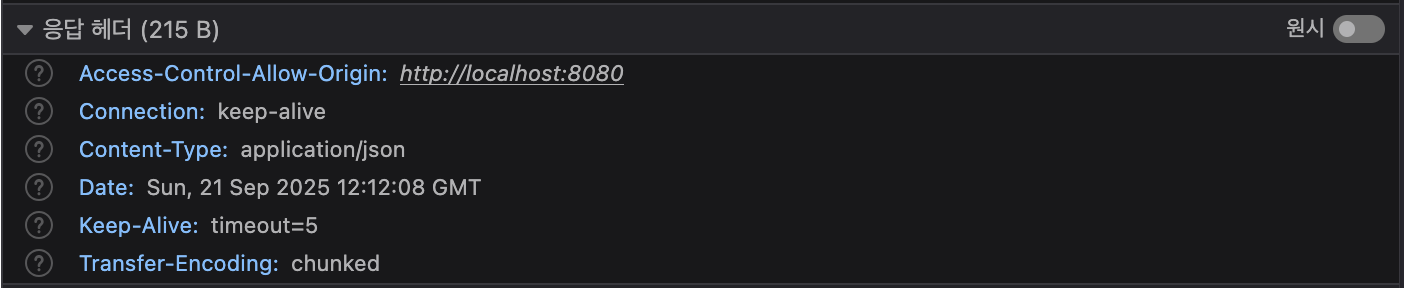 응답 헤더 (215 B) 원시
? Access-Control-Allow-Origin: http://localhost:8080
? Connection: keep-alive
? Content-Type: application/json
? Date: Sun, 21 Sep 2025 12:12:08 GMT
? Keep-Alive: timeout=5
? Transfer-Encoding: chunked